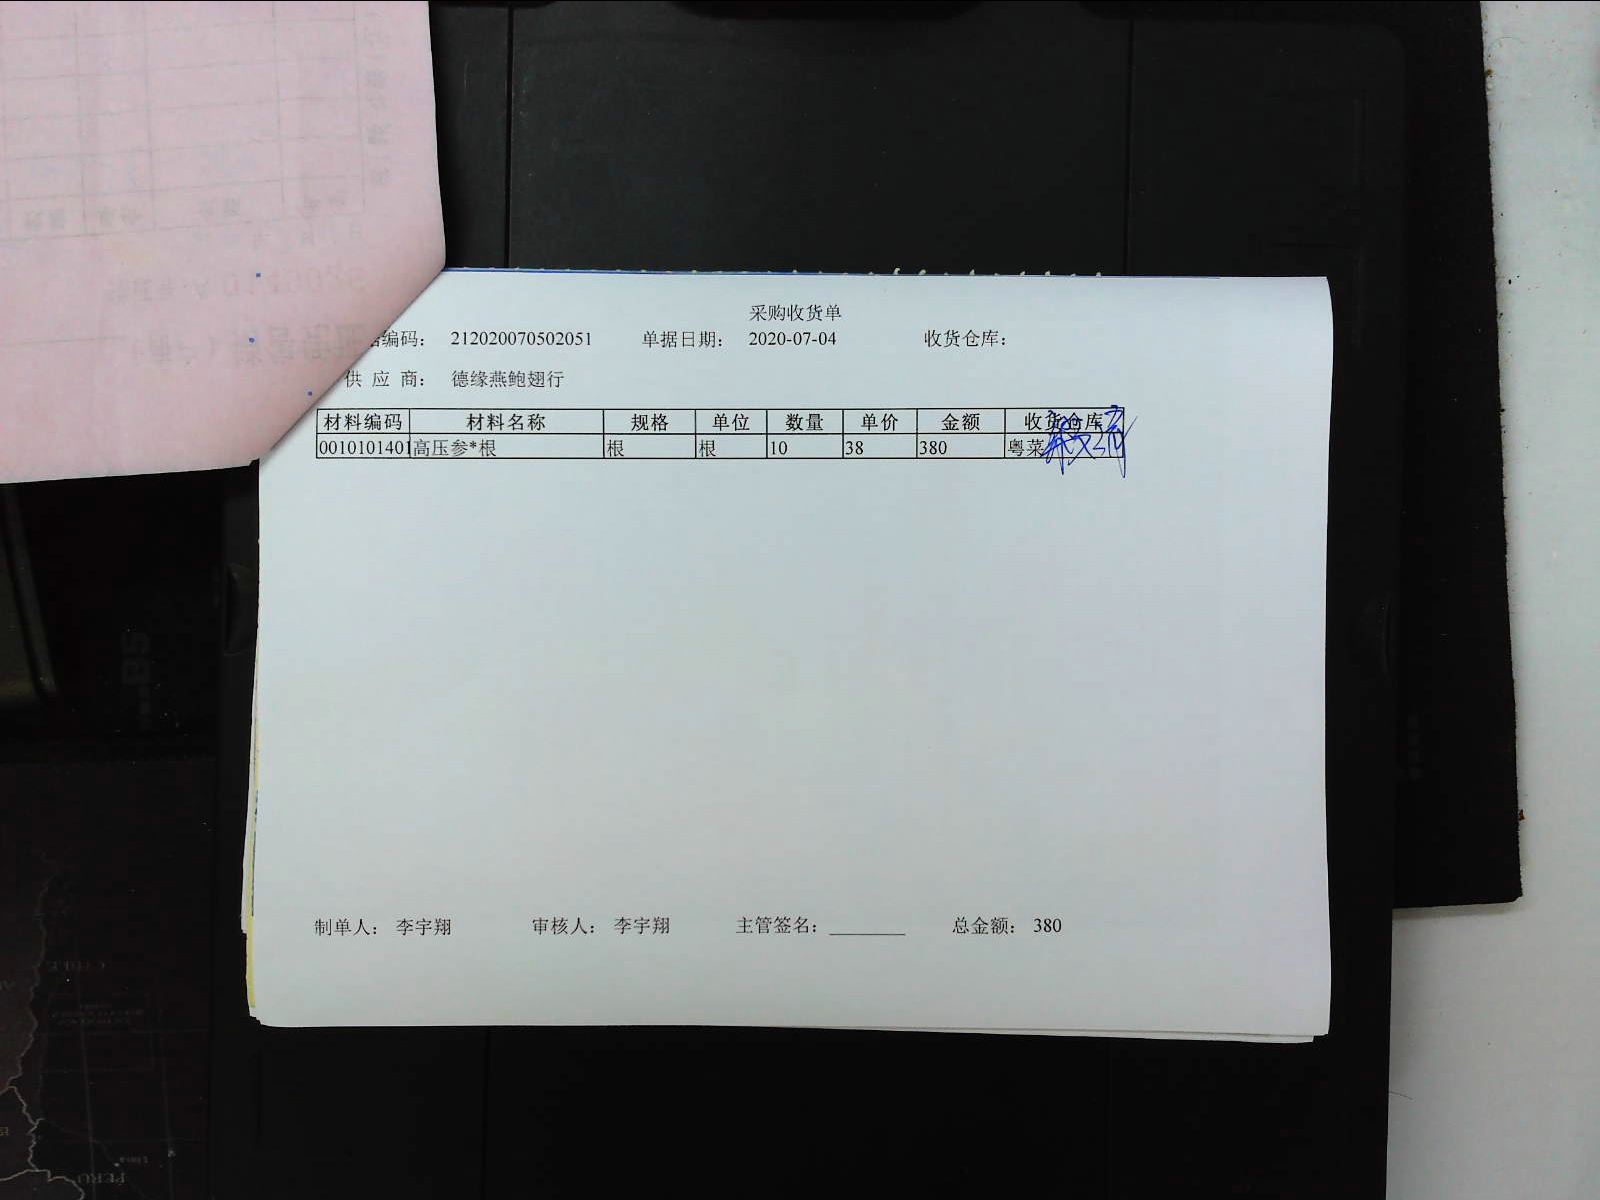 采购收货单
编码： 212020070502051 单据日期： 2020-07-04 收货仓库：
供 应 商： 德缘燕鲍翅行
材料编码 材料名称 规格 单位 数量 单价 金额 收货仓库
0010101401 高压参*根 根 根 10 38 380 粤菜
制单人： 李宇翔 审核人： 李宇翔 主管签名：________ 总金额： 380